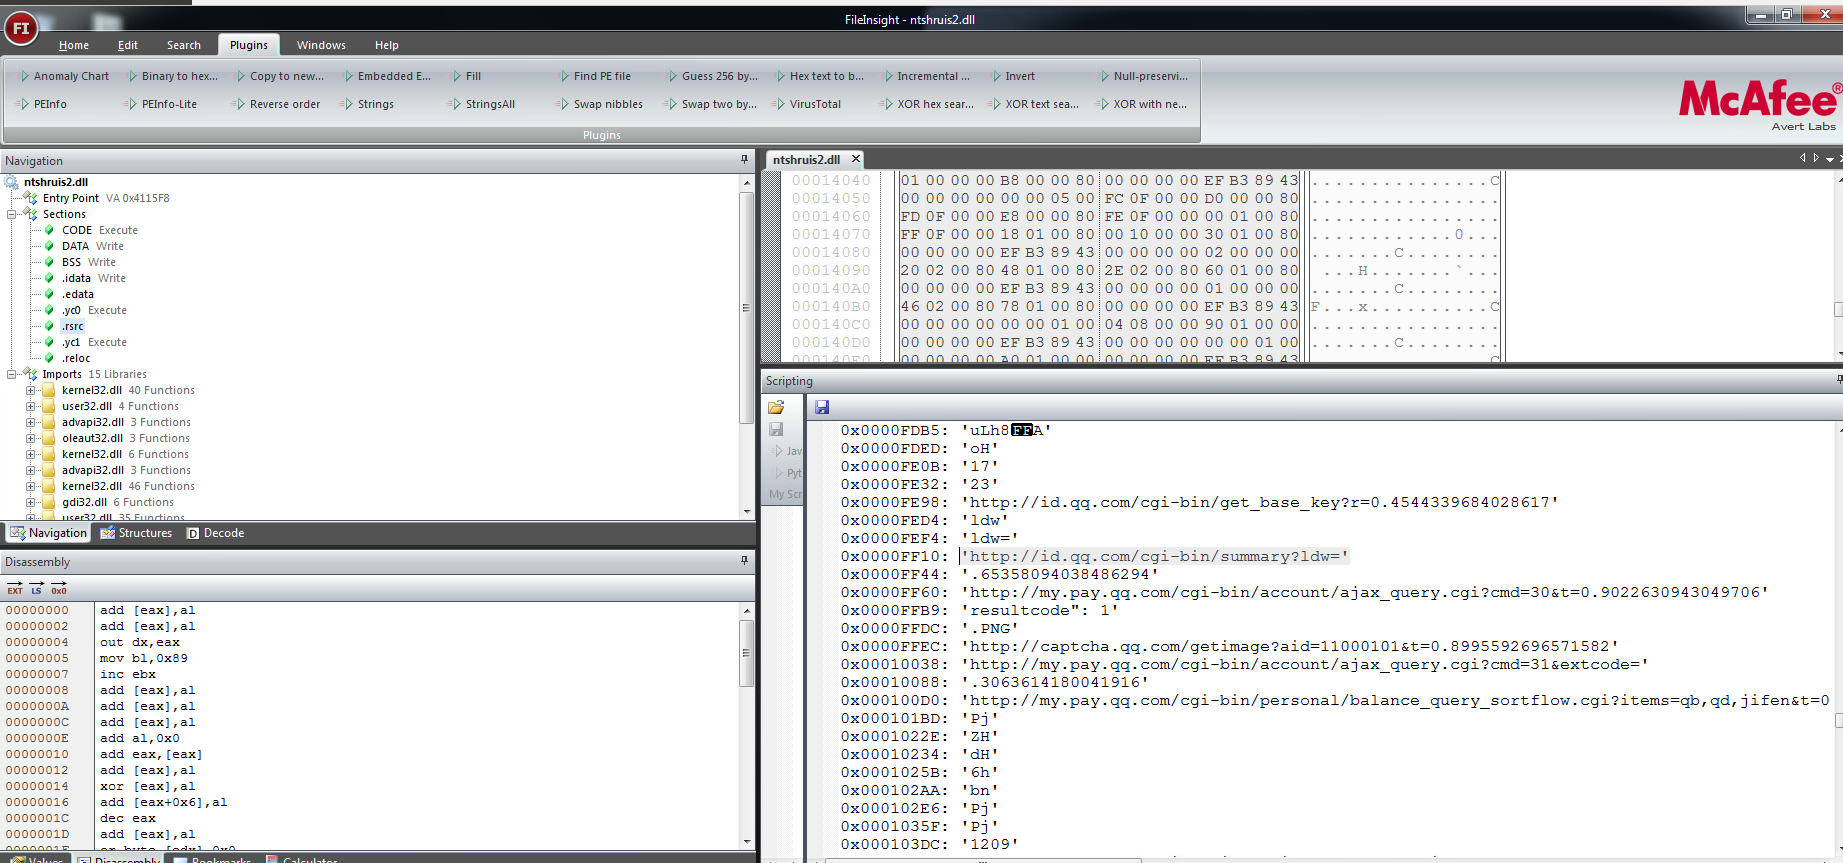 FileInsight - ntshruis2.dll
FI
Home Edit Search Plugins Windows Help
Anomaly Chart Binary to hex... Copy to new... Embedded E... Fill Find PE file Guess 256 by... Hex text to b... Incremental ... Invert Null-preservi...
PEInfo PEInfo-Lite Reverse order Strings StringsAll Swap nibbles Swap two by... VirusTotal XOR hex sear... XOR text sea... XOR with ne...
Plugins
McAfee®
Avert Labs
Navigation
ntshruis2.dll
Entry Point VA 0x4115F8
Sections
CODE Execute
DATA Write
BSS Write
.idata Write
.edata
.yc0 Execute
.rsrc
.yc1 Execute
.reloc
Imports 15 Libraries
kernel32.dll 40 Functions
user32.dll 4 Functions
advapi32.dll 3 Functions
oleaut32.dll 3 Functions
kernel32.dll 6 Functions
advapi32.dll 3 Functions
kernel32.dll 46 Functions
gdi32.dll 6 Functions
user32.dll 35 Functions
Navigation Structures Decode
Disassembly
EXT LS 0x0
00000000 add [eax],al
00000002 add [eax],al
00000004 out dx,eax
00000005 mov bl,0x89
00000007 inc ebx
00000008 add [eax],al
0000000A add [eax],al
0000000C add [eax],al
0000000E add al,0x0
00000010 add eax,[eax]
00000012 add [eax],al
00000014 xor [eax],al
00000016 add [eax+0x6],al
0000001C dec eax
0000001D add [eax],al
Values Disassembly Bookmarks Calculator
ntshruis2.dll
00014040 01 00 00 00 B8 00 00 80 00 00 00 00 EF B3 89 43 ...............C
00014050 00 00 00 00 00 00 05 00 FC 0F 00 00 D0 00 00 80 ................
00014060 FD 0F 00 00 E8 00 00 80 FE 0F 00 00 00 01 00 80 ................
00014070 FF 0F 00 00 18 01 00 80 00 10 00 00 30 01 00 80 ............0...
00014080 00 00 00 00 EF B3 89 43 00 00 00 00 02 00 00 00 .......C........
00014090 20 02 00 80 48 01 00 80 2E 02 00 80 60 01 00 80 ...H.......`...
000140A0 00 00 00 00 EF B3 89 43 00 00 00 00 01 00 00 00 .......C........
000140B0 46 02 00 80 78 01 00 80 00 00 00 00 EF B3 89 43 F...x..........C
000140C0 00 00 00 00 00 00 01 00 04 08 00 00 90 01 00 00 ................
000140D0 00 00 00 00 EF B3 89 43 00 00 00 00 00 00 01 00 .......C........
000140E0 00 00 00 00 A0 01 00 00 00 00 00 00 EF B3 89 43
Scripting
0x0000FDB5: 'uLh8FFA'
0x0000FDED: 'oH'
0x0000FE0B: '17'
0x0000FE32: '23'
0x0000FE98: 'http://id.qq.com/cgi-bin/get_base_key?r=0.4544339684028617'
0x0000FED4: 'ldw'
0x0000FEF4: 'ldw='
0x0000FF10: 'http://id.qq.com/cgi-bin/summary?ldw='
0x0000FF44: '.65358094038486294'
0x0000FF60: 'http://my.pay.qq.com/cgi-bin/account/ajax_query.cgi?cmd=30&t=0.9022630943049706'
0x0000FFB9: 'resultcode": 1'
0x0000FFDC: '.PNG'
0x0000FFEC: 'http://captcha.qq.com/getimage?aid=11000101&t=0.8995592696571582'
0x00010038: 'http://my.pay.qq.com/cgi-bin/account/ajax_query.cgi?cmd=31&extcode='
0x00010088: '.3063614180041916'
0x000100D0: 'http://my.pay.qq.com/cgi-bin/personal/balance_query_sortflow.cgi?items=qb,qd,jifen&t=0
0x000101BD: 'Pj'
0x0001022E: 'ZH'
0x00010234: 'dH'
0x0001025B: '6h'
0x000102AA: 'bn'
0x000102E6: 'Pj'
0x0001035F: 'Pj'
0x000103DC: '1209'
Jav
Pyt
My Scr